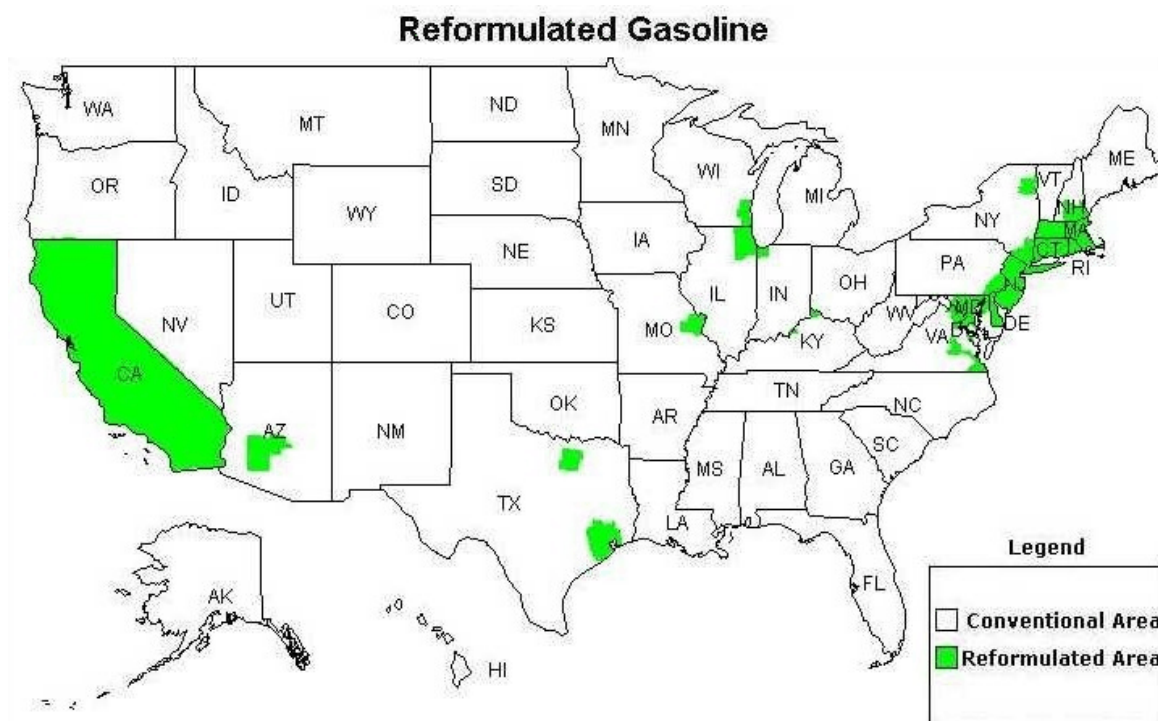 Reformulated Gasoline
WA
MT
ND
MN
ME
OR
ID
SD
WI
VT
NH
WY
MI
NY
MA
IA
NE
CT
RI
PA
NJ
NV
UT
CO
IL
IN
OH
MD
DE
WV
VA
KS
MO
KY
CA
OK
TN
NC
AZ
NM
AR
SC
MS
AL
GA
TX
LA
FL
AK
HI
Legend
Conventional Area
Reformulated Area